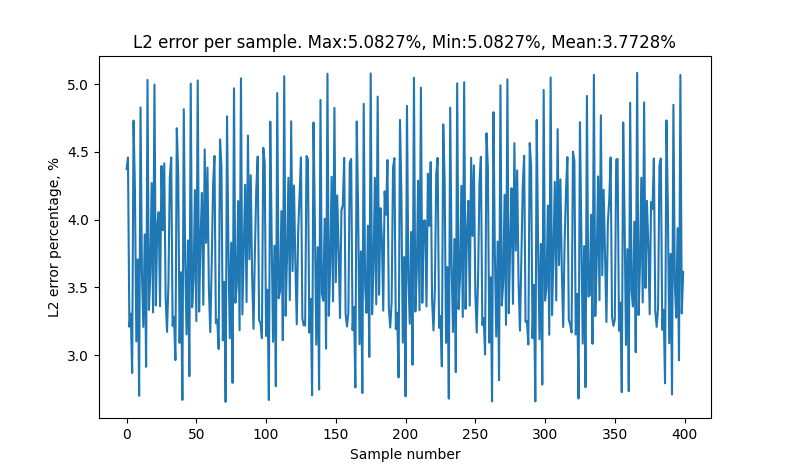 L2 error per sample. Max:5.0827%, Min:5.0827%, Mean:3.7728%
L2 error percentage, %
5.0
4.5
4.0
3.5
3.0
0 50 100 150 200 250 300 350 400
Sample number